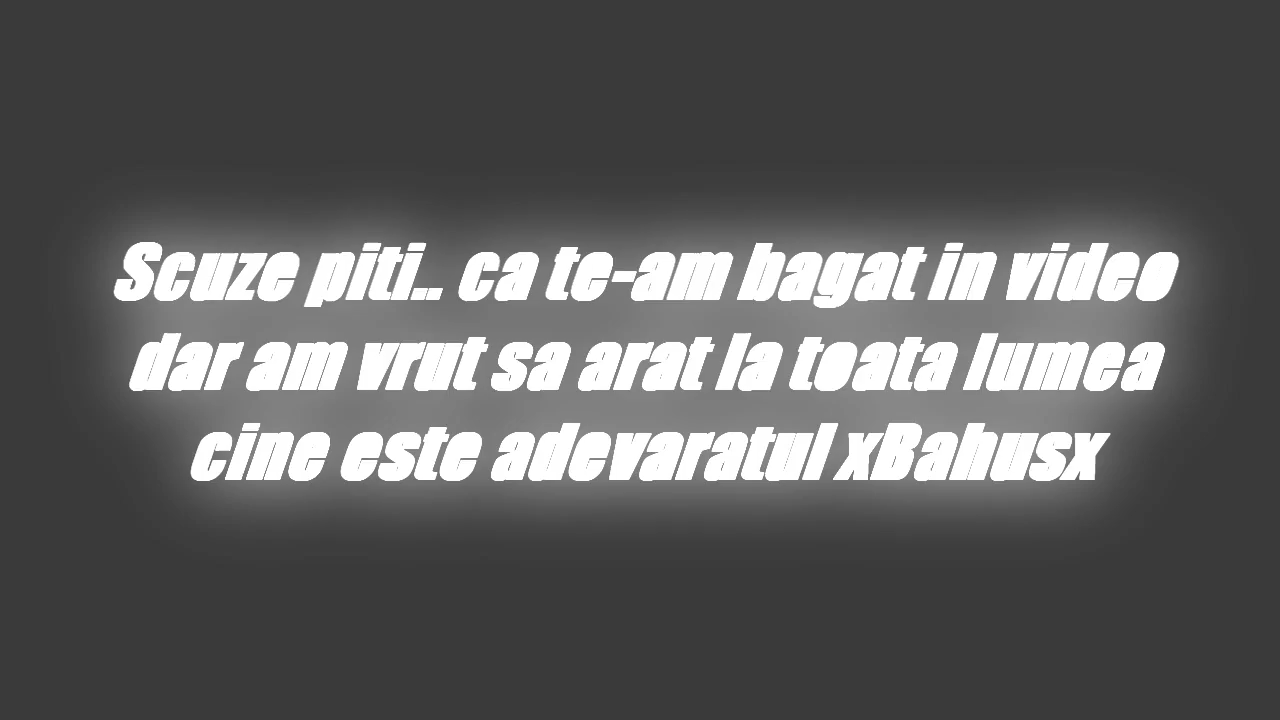 Scuze piti.. ca te-am bagat in video
dar am vrut sa arat la toata lumea
cine este adevaratul xBahusx